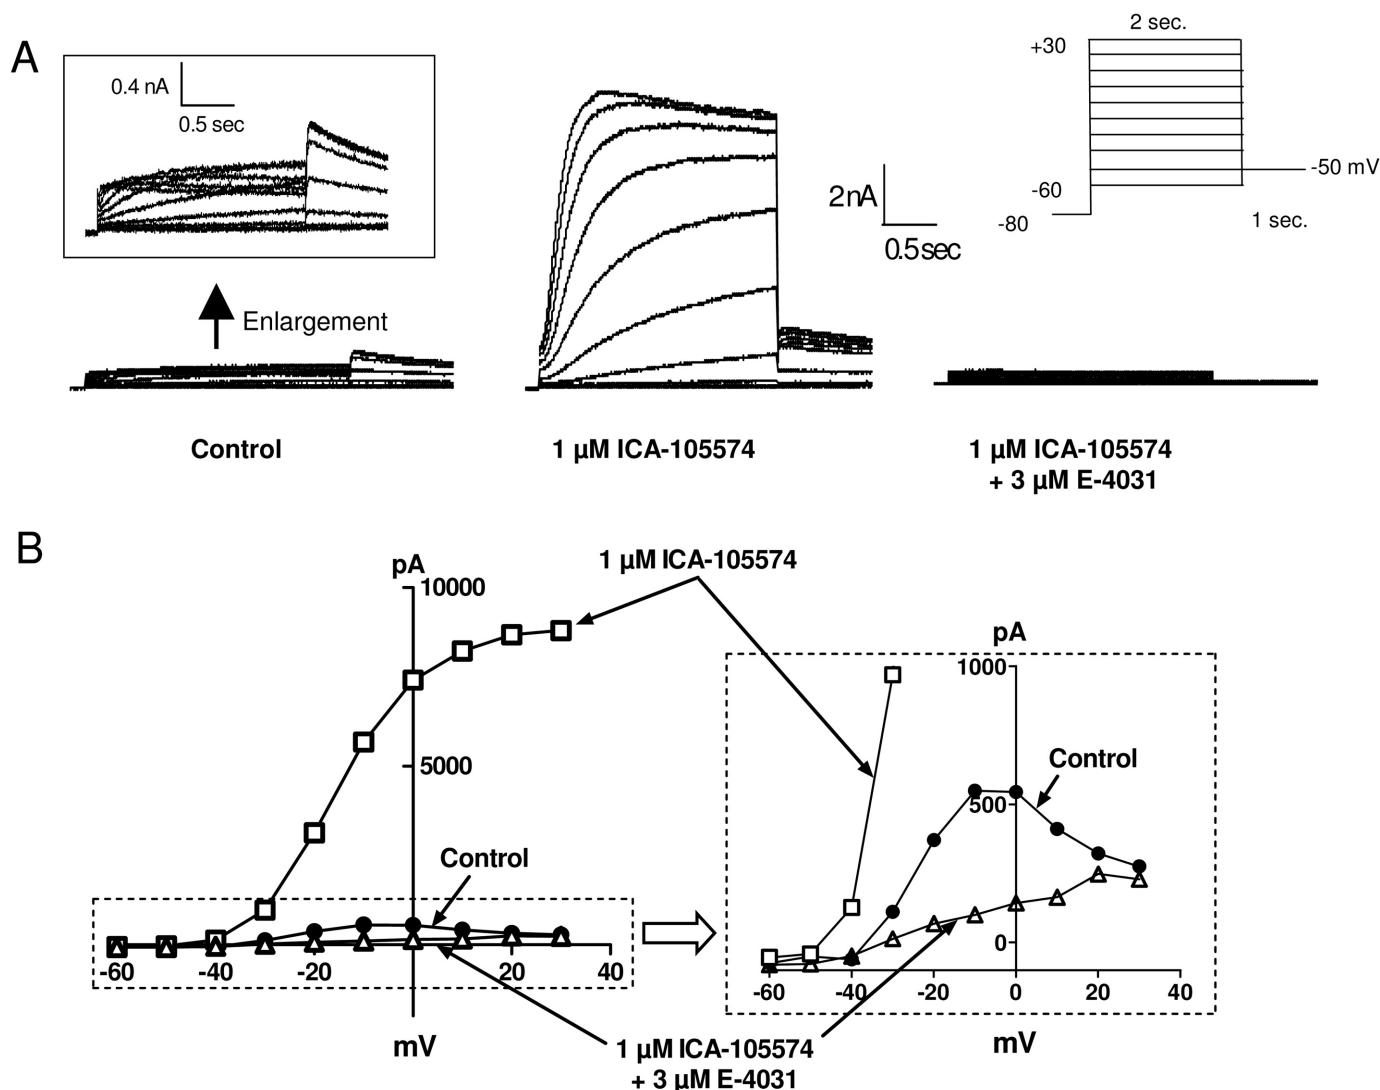 A
0.4 nA
0.5 sec
Enlargement
Control
1 µM ICA-105574
2nA
0.5sec
2 sec.
+30
-60
-80
-50 mV
1 sec.
1 µM ICA-105574
+ 3 µM E-4031
B
pA
10000
5000
-60
-40
-20
20
40
mV
Control
1 µM ICA-105574
1 µM ICA-105574
+ 3 µM E-4031
pA
1000
500
0
Control
-60
-40
-20
0
20
40
mV